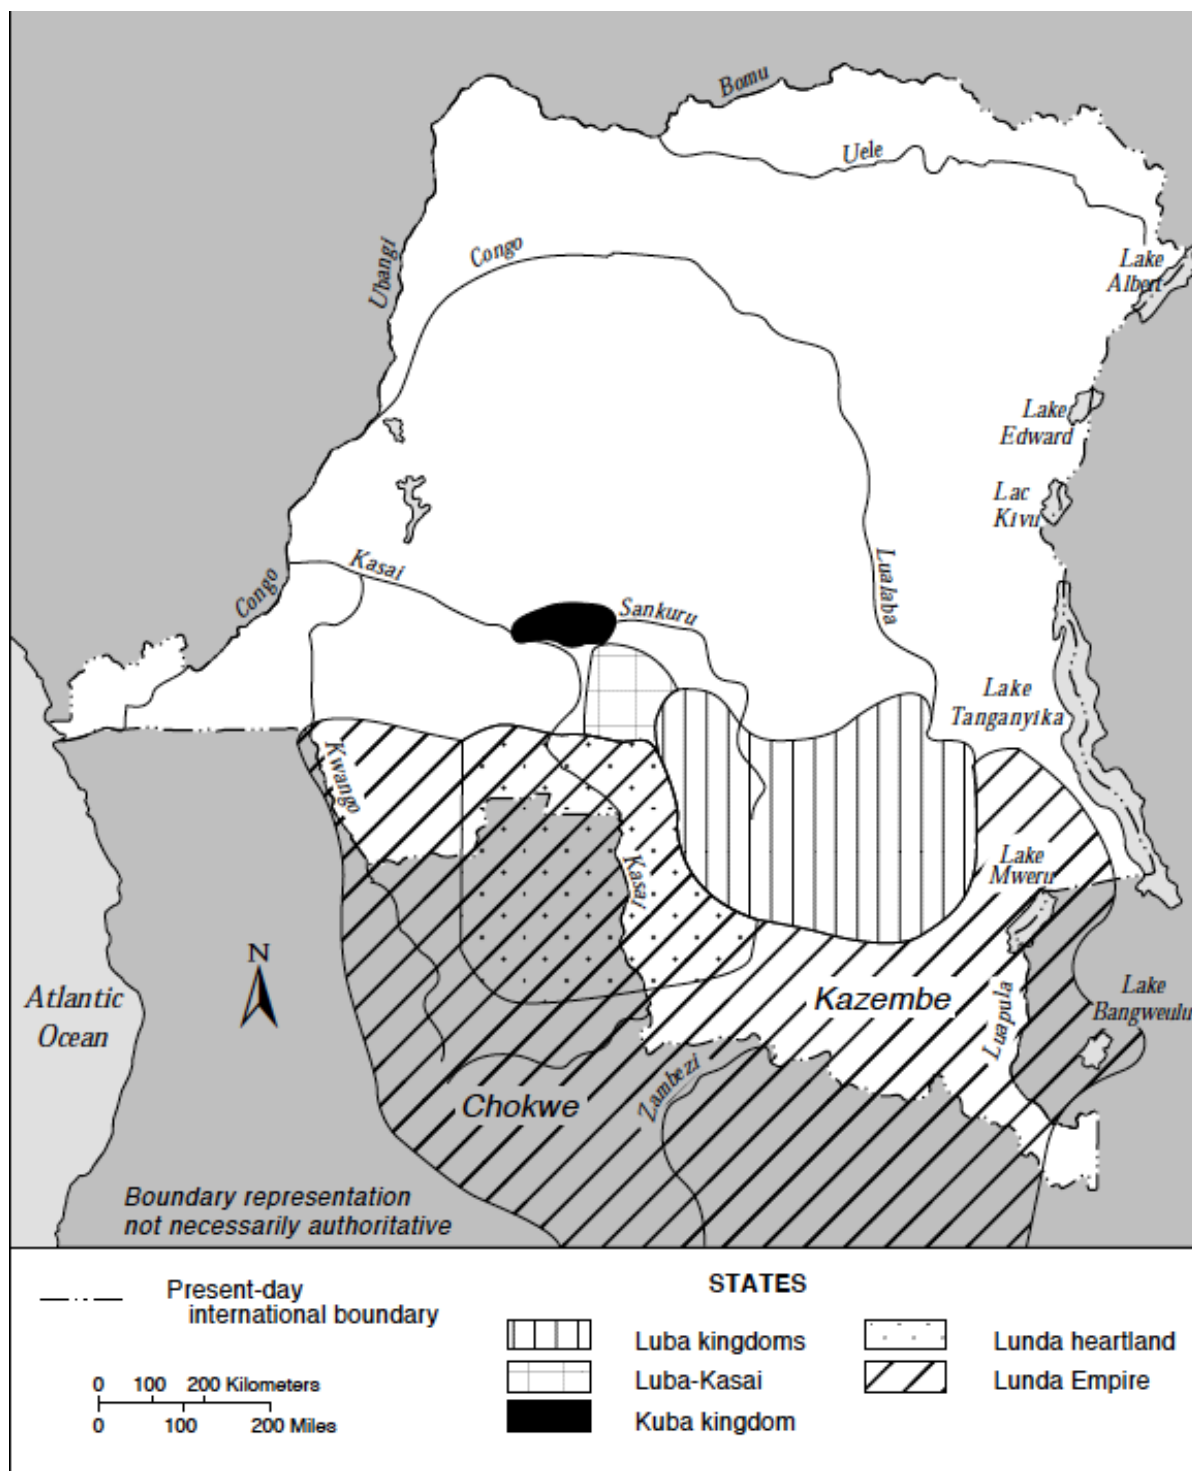 Bomu
Uele
Ubangi
Congo
Lake
Albert
Lake
Edward
Lac
Kivu
Kasai
Congo
Lualaba
Sankuru
Lake
Tanganyika
Kwango
Kasai
Lake
Mweru
N
Atlantic
Ocean
Kazembe
Luapula
Lake
Bangweulu
Zambezi
Chokwe
Boundary representation
not necessarily authoritative
Present-day
international boundary
STATES
Luba kingdoms
Lunda heartland
Luba-Kasai
Lunda Empire
Kuba kingdom
0 100 200 Kilometers
0 100 200 Miles